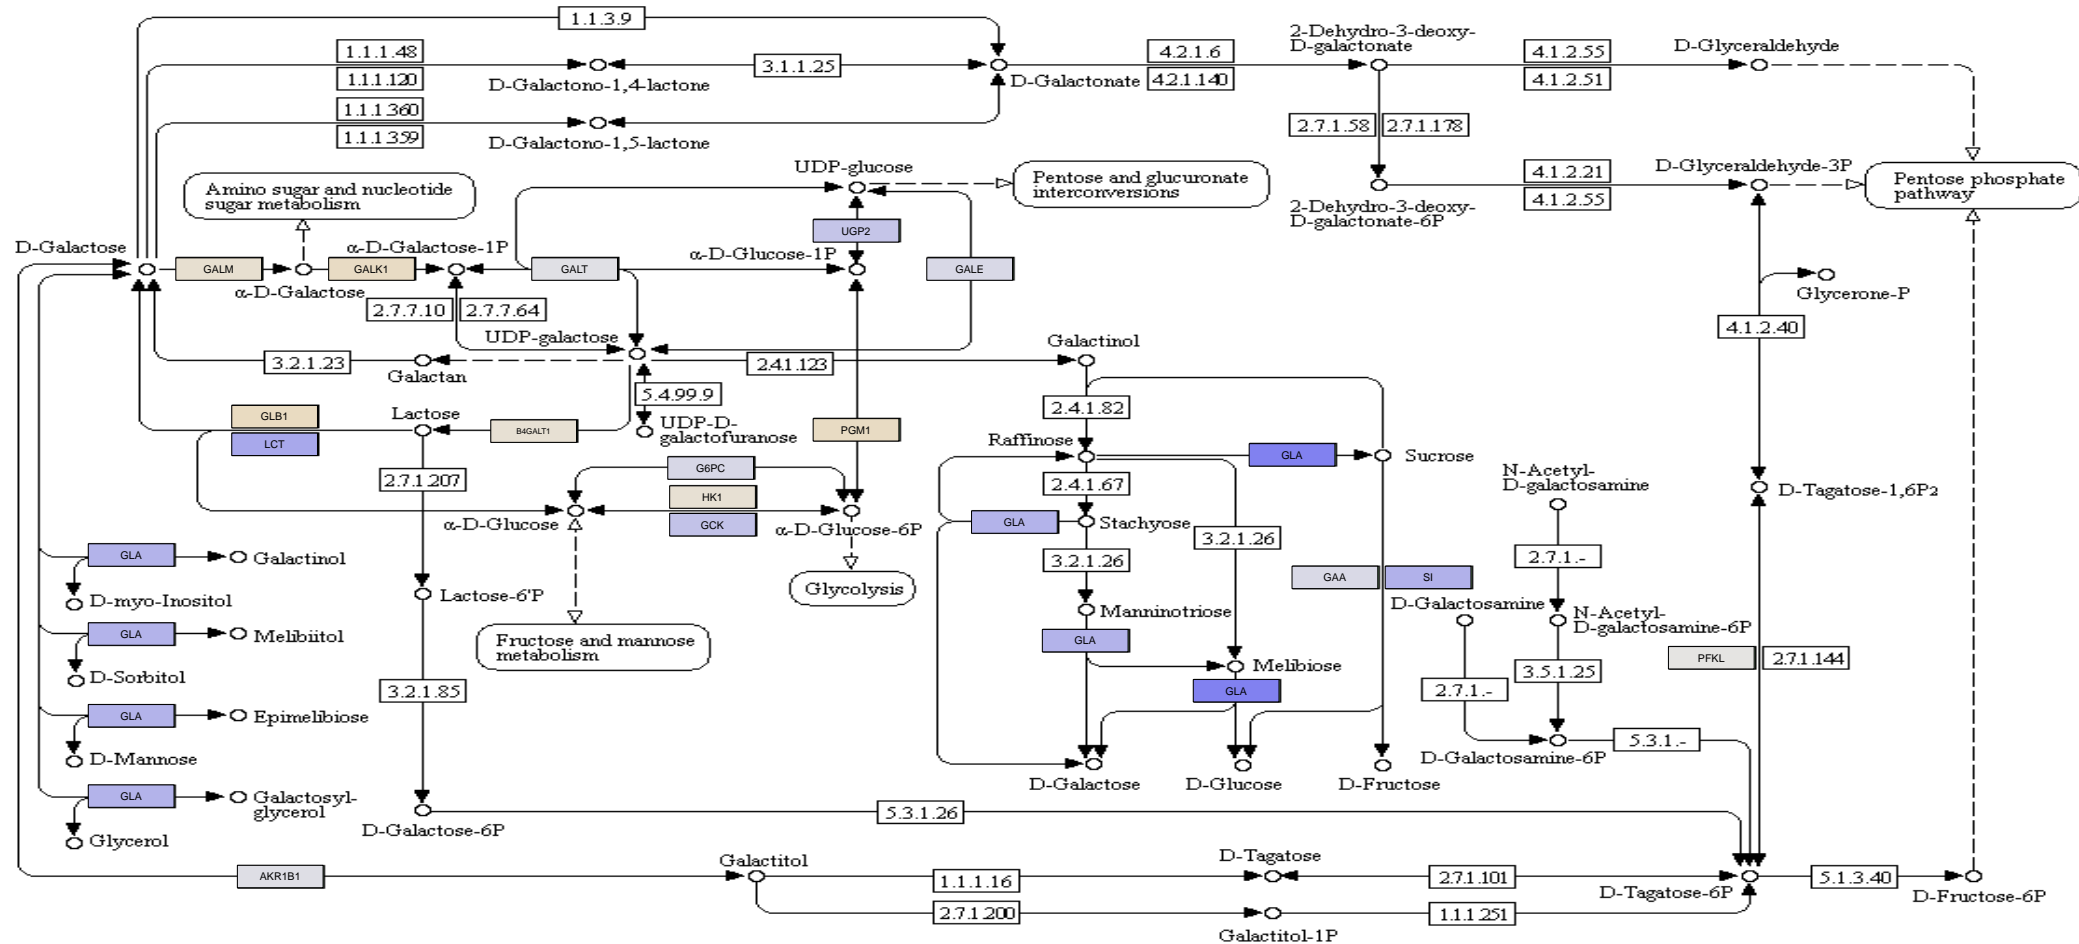 1.1.3.9
1.1.1.48
1.1.1.120
D-Galactono-1,4-lactone
3.1.1.25
D-Galactonate
4.2.1.6
4.2.1.140
2-Dehydro-3-deoxy-
D-galactonate
4.1.2.55
4.1.2.51
D-Glyceraldehyde
1.1.1.360
1.1.1.359
D-Galactono-1,5-lactone
2.7.1.58
2.7.1.178
UDP-glucose
Pentose and glucuronate
interconversions
Amino sugar and nucleotide
sugar metabolism
4.1.2.21
4.1.2.55
D-Glyceraldehyde-3P
Pentose phosphate
pathway
2-Dehydro-3-deoxy-
D-galactonate-6P
UGP2
D-Galactose
α-D-Galactose-1P
α-D-Glucose-1P
GALM
GALK1
GALT
GALE
α-D-Galactose
Glycerone-P
2.7.7.10
2.7.7.64
4.1.2.40
UDP-galactose
Galactinol
3.2.1.23
Galactan
2.4.1.123
5.4.99.9
2.4.1.82
GLB1
LCT
Lactose
B4GALT1
UDP-D-
galactofuranose
PGM1
Raffinose
GLA
Sucrose
G6PC
HK1
GCK
2.7.1.207
2.4.1.67
N-Acetyl-
D-galactosamine
D-Tagatose-1,6P2
α-D-Glucose
α-D-Glucose-6P
GLA
Stachyose
3.2.1.26
3.2.1.26
2.7.1.-
GLA
Galactinol
Glycolysis
GAA
SI
D-myo-Inositol
Lactose-6'P
Manninotriose
D-Galactosamine
N-Acetyl-
D-galactosamine-6P
GLA
Melibiitol
Fructose and mannose
metabolism
GLA
PFKL
2.7.1.144
D-Sorbitol
Melibiose
3.5.1.25
3.2.1.85
GLA
2.7.1.-
GLA
Epimelibiose
5.3.1.-
D-Mannose
D-Galactosamine-6P
D-Galactose
D-Glucose
D-Fructose
GLA
Galactosyl-
glycerol
5.3.1.26
Glycerol
D-Galactose-6P
AKR1B1
Galactitol
D-Tagatose
1.1.1.16
2.7.1.101
D-Tagatose-6P
5.1.3.40
D-Fructose-6P
2.7.1.200
1.1.1.251
Galactitol-1P